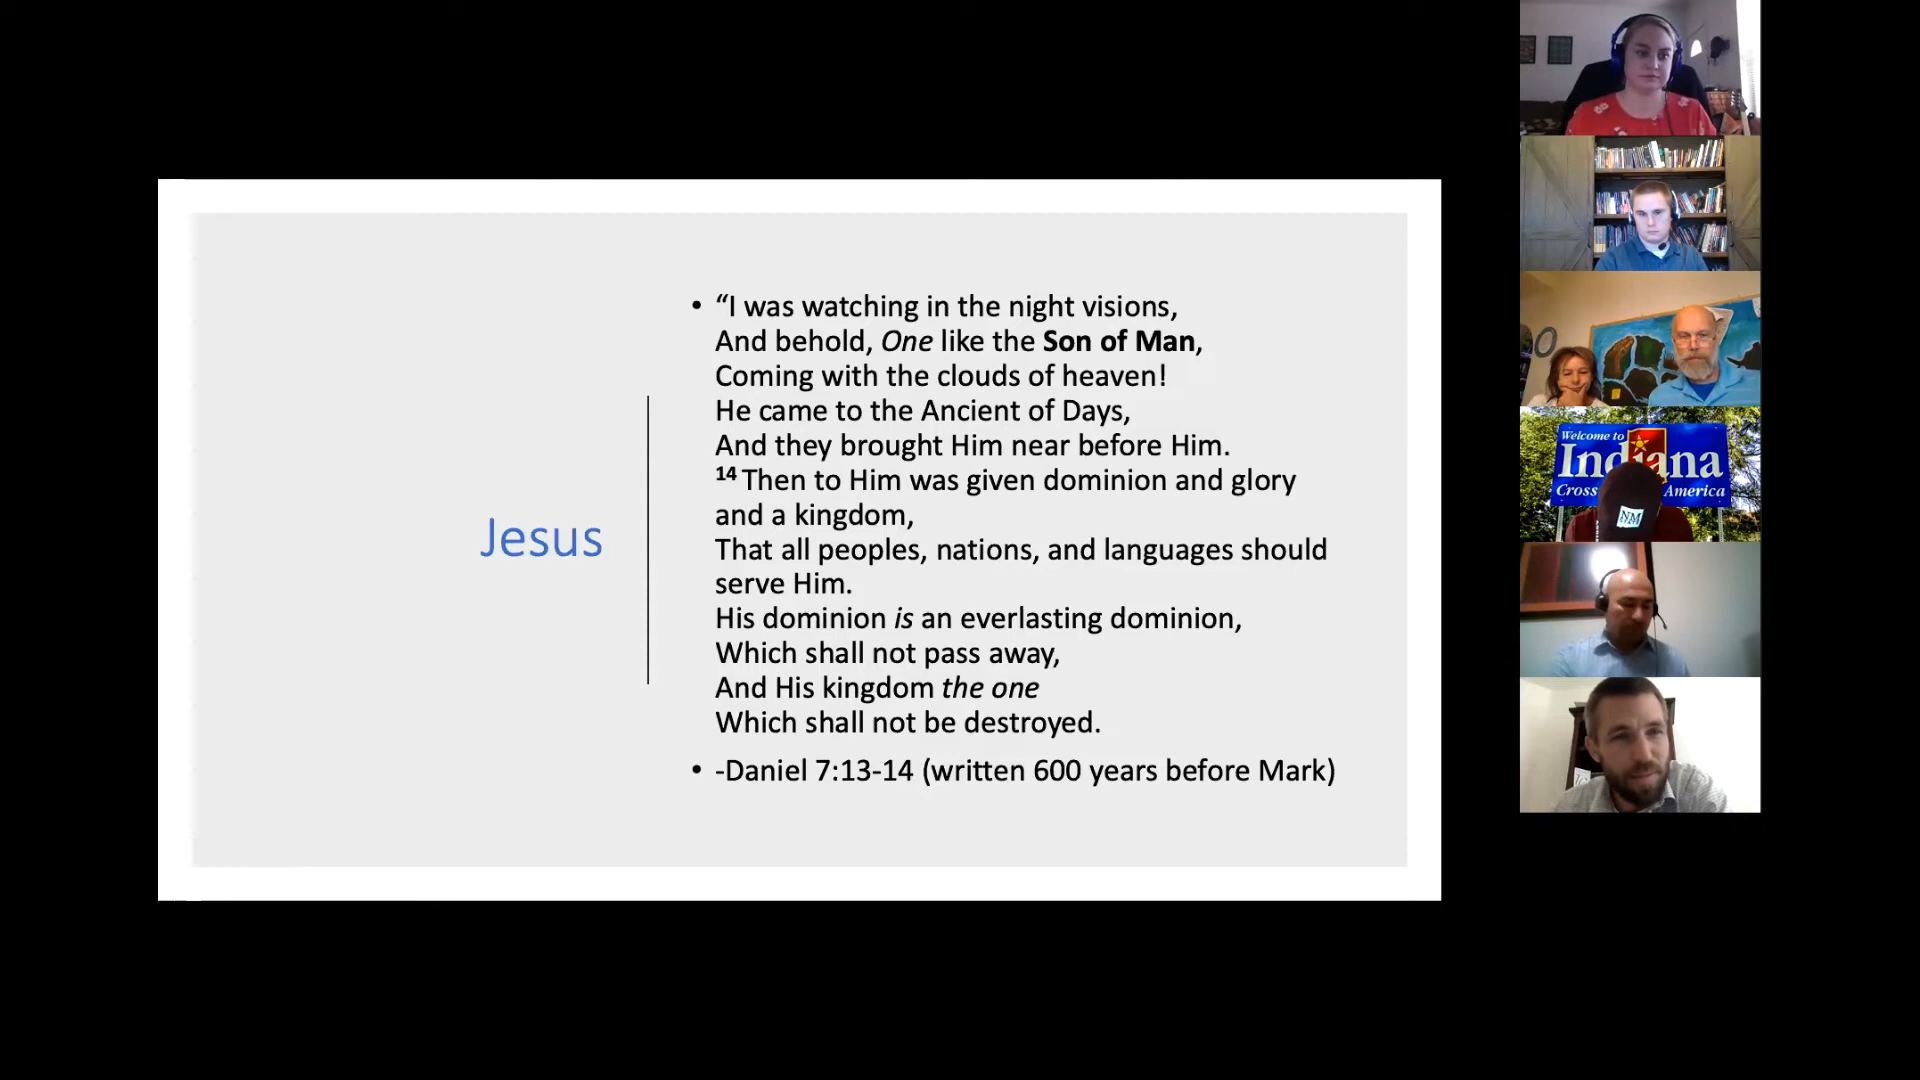 Jesus
• “I was watching in the night visions,
And behold, One like the Son of Man,
Coming with the clouds of heaven!
He came to the Ancient of Days,
And they brought Him near before Him.
14 Then to Him was given dominion and glory
and a kingdom,
That all peoples, nations, and languages should
serve Him.
His dominion is an everlasting dominion,
Which shall not pass away,
And His kingdom the one
Which shall not be destroyed.
• -Daniel 7:13-14 (written 600 years before Mark)
Welcome to
Indiana
Cross America
NM